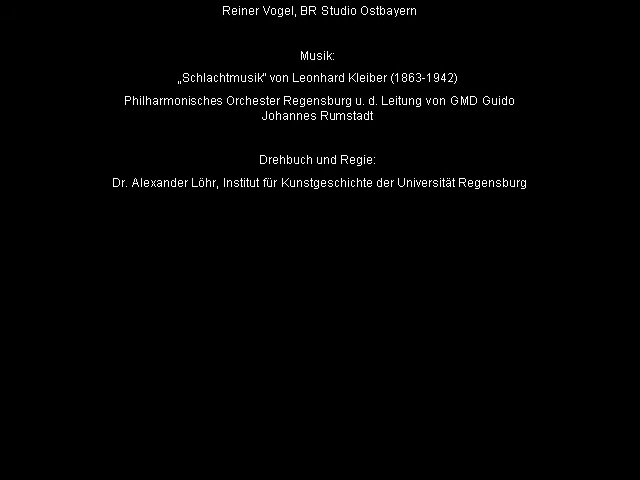 Reiner Vogel, BR Studio Ostbayern
Musik:
„Schlachtmusik“ von Leonhard Kleiber (1863-1942)
Philharmonisches Orchester Regensburg u. d. Leitung von GMD Guido
Johannes Rumstadt
Drehbuch und Regie:
Dr. Alexander Löhr, Institut für Kunstgeschichte der Universität Regensburg